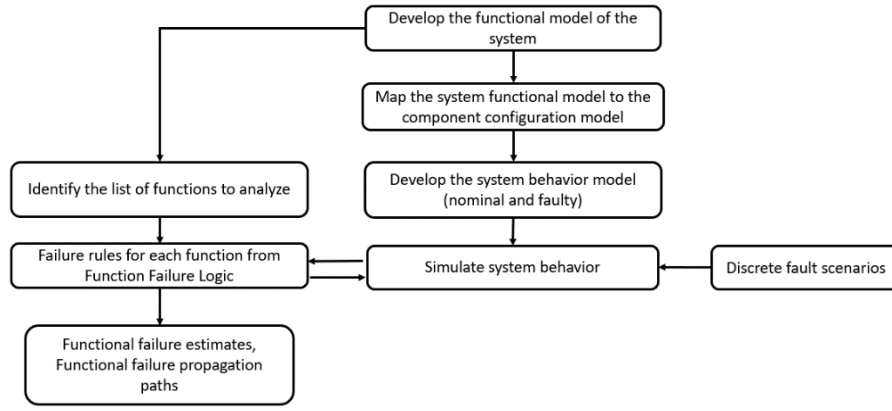 Develop the functional model of the
system
Map the system functional model to the
component configuration model
Identify the list of functions to analyze
Develop the system behavior model
(nominal and faulty)
Failure rules for each function from
Function Failure Logic
Simulate system behavior
Discrete fault scenarios
Functional failure estimates,
Functional failure propagation
paths